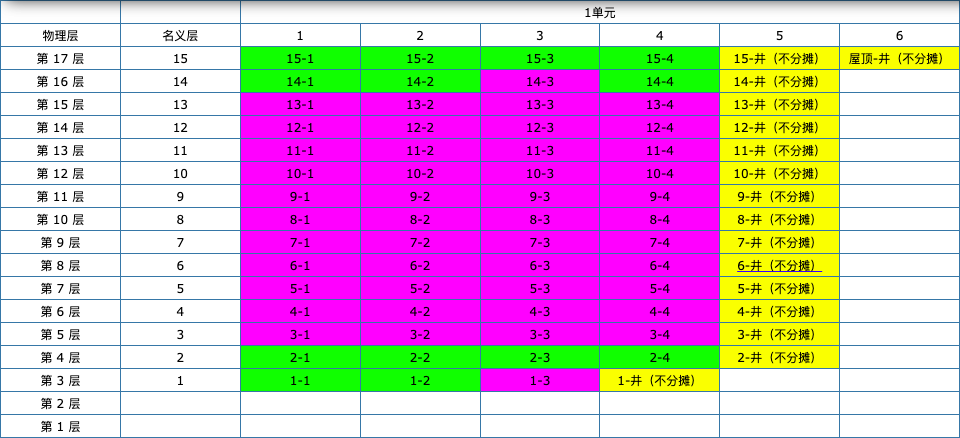 1单元
物理层 名义层 1 2 3 4 5 6
第 17 层 15 15-1 15-2 15-3 15-4 15-井（不分摊） 屋顶-井（不分摊）
第 16 层 14 14-1 14-2 14-3 14-4 14-井（不分摊）
第 15 层 13 13-1 13-2 13-3 13-4 13-井（不分摊）
第 14 层 12 12-1 12-2 12-3 12-4 12-井（不分摊）
第 13 层 11 11-1 11-2 11-3 11-4 11-井（不分摊）
第 12 层 10 10-1 10-2 10-3 10-4 10-井（不分摊）
第 11 层 9 9-1 9-2 9-3 9-4 9-井（不分摊）
第 10 层 8 8-1 8-2 8-3 8-4 8-井（不分摊）
第 9 层 7 7-1 7-2 7-3 7-4 7-井（不分摊）
第 8 层 6 6-1 6-2 6-3 6-4 6-井（不分摊）
第 7 层 5 5-1 5-2 5-3 5-4 5-井（不分摊）
第 6 层 4 4-1 4-2 4-3 4-4 4-井（不分摊）
第 5 层 3 3-1 3-2 3-3 3-4 3-井（不分摊）
第 4 层 2 2-1 2-2 2-3 2-4 2-井（不分摊）
第 3 层 1 1-1 1-2 1-3 1-井（不分摊）
第 2 层
第 1 层